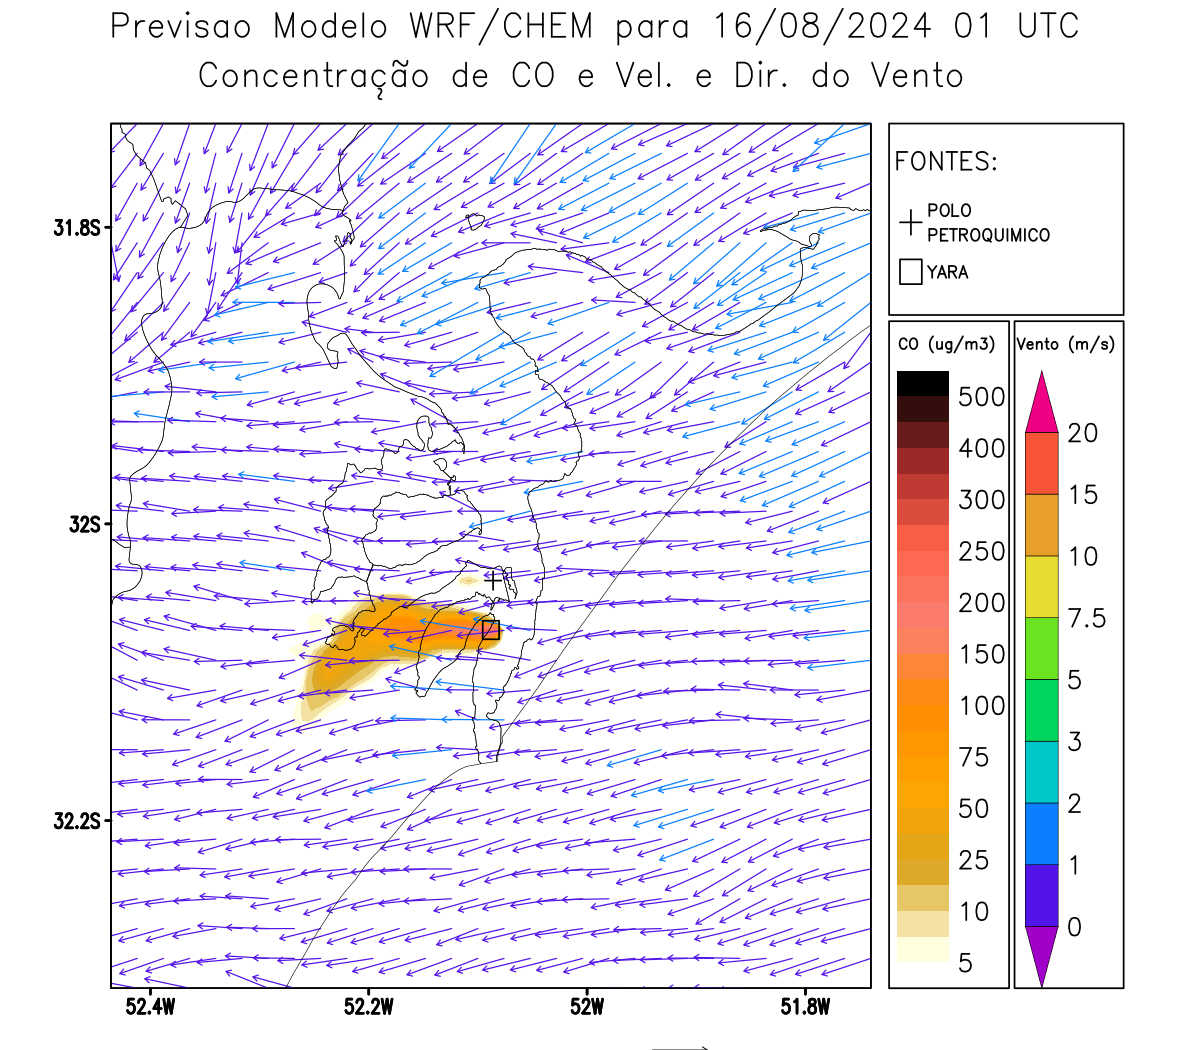 Previsao Modelo WRF/CHEM para 16/08/2024 01 UTC
Concentração de CO e Vel. e Dir. do Vento
FONTES:
POLO
PETROQUIMICO
YARA
CO (ug/m3)
500
400
300
250
200
150
100
75
50
25
10
5
Vento (m/s)
20
15
10
7.5
5
3
2
1
0
31.8S
32S
32.2S
52.4W
52.2W
52W
51.8W